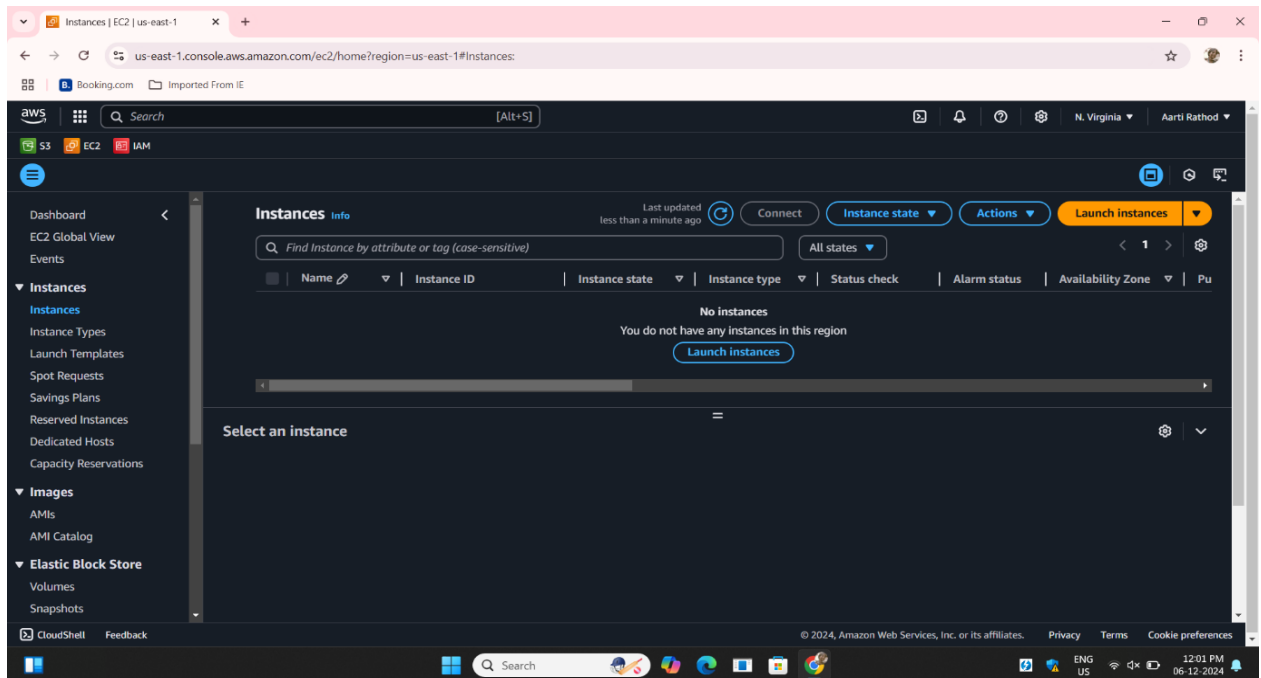 Instances | EC2 | us-east-1
us-east-1.console.aws.amazon.com/ec2/home?region=us-east-1#Instances:
B. Booking.com Imported From IE
aws Search [Alt+S] N. Virginia Aarti Rathod
S3 EC2 IAM
Dashboard
EC2 Global View
Events
Instances
Instances
Instance Types
Launch Templates
Spot Requests
Savings Plans
Reserved Instances
Dedicated Hosts
Capacity Reservations
Images
AMIs
AMI Catalog
Elastic Block Store
Volumes
Snapshots
Instances Info
Last updated
less than a minute ago
Connect Instance state Actions Launch instances
Find Instance by attribute or tag (case-sensitive) All states 1
Name Instance ID Instance state Instance type Status check Alarm status Availability Zone Pu
No instances
You do not have any instances in this region
Launch instances
Select an instance
CloudShell Feedback © 2024, Amazon Web Services, Inc. or its affiliates. Privacy Terms Cookie preferences
Search
ENG
US
12:01 PM
06-12-2024